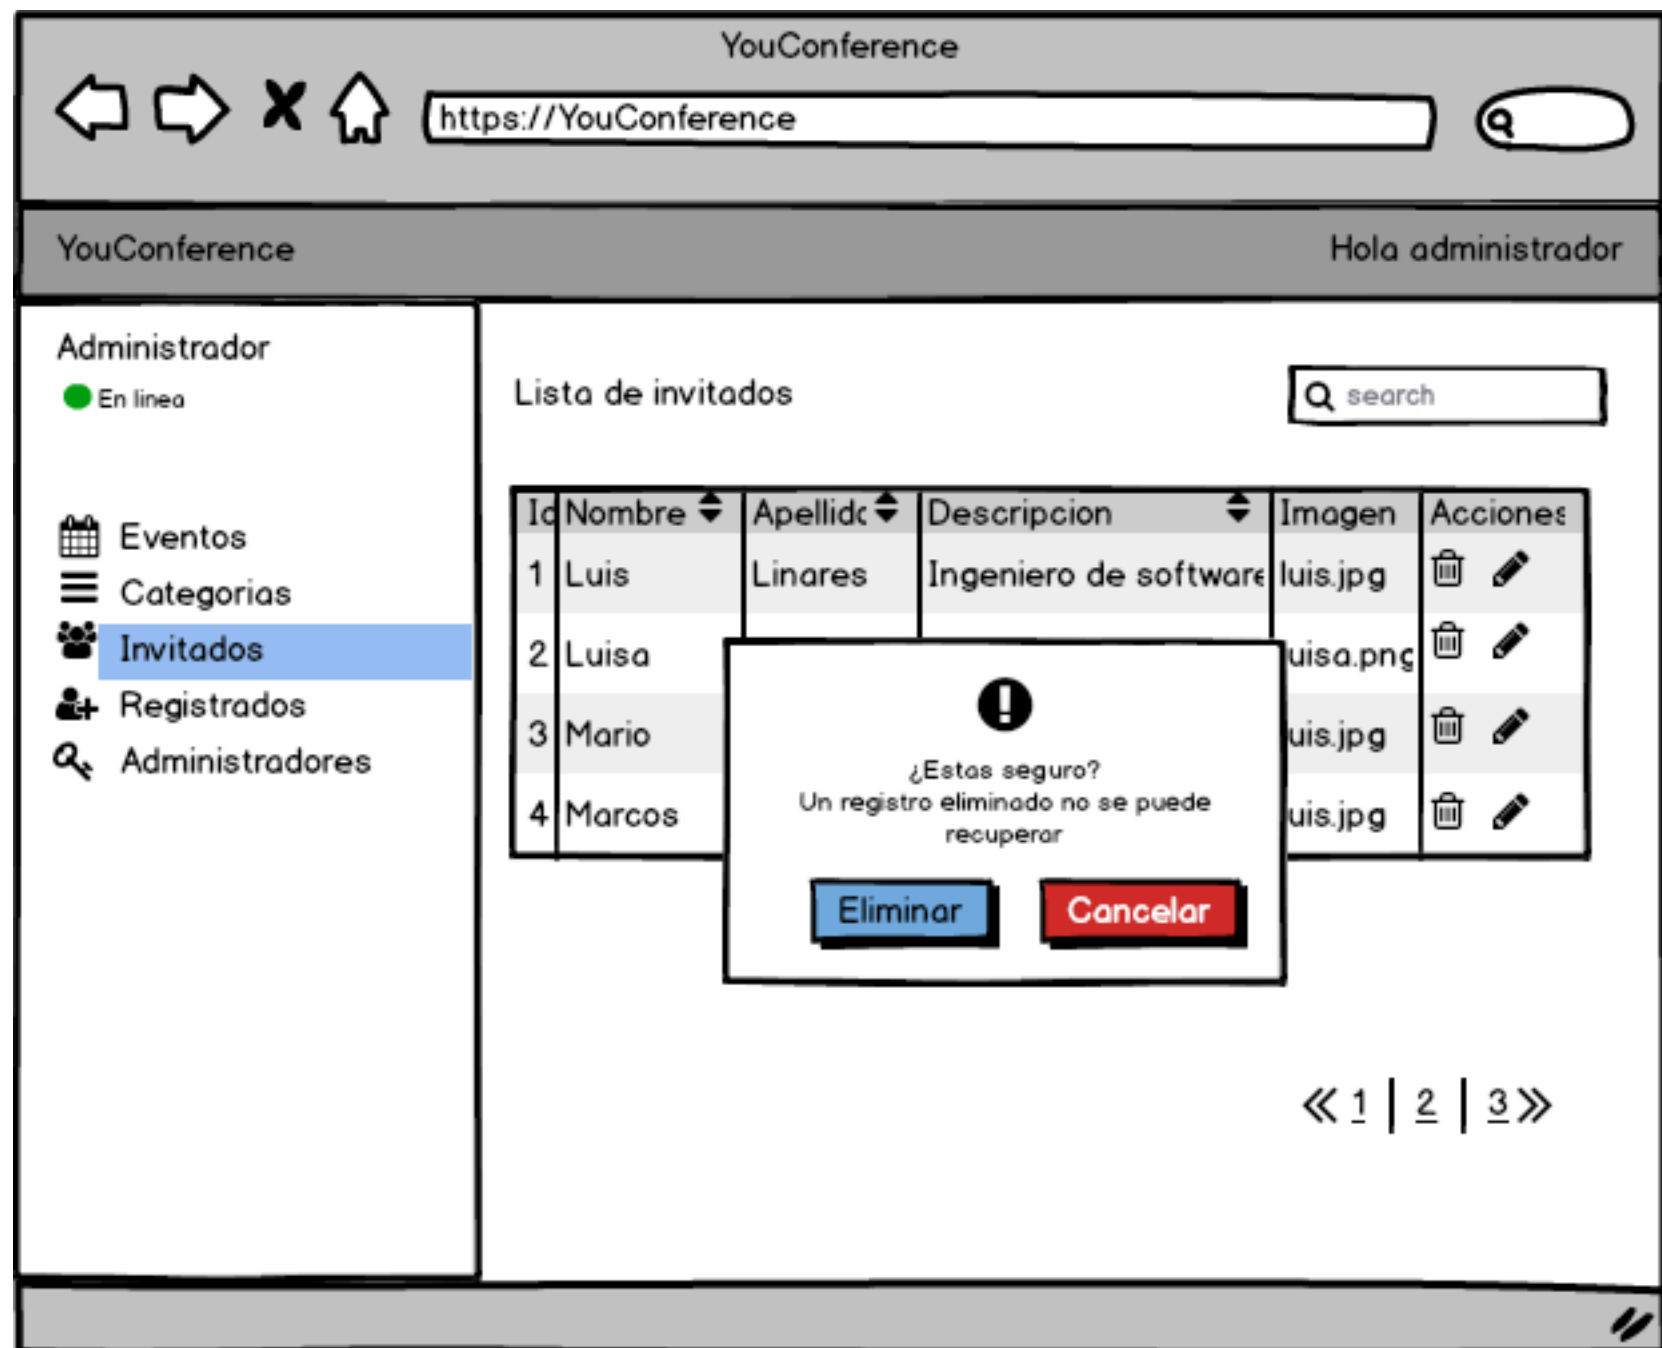 YouConference
https://YouConference
YouConference
Hola administrador
Administrador
En linea
Eventos
Categorias
Invitados
Registrados
Administradores
Lista de invitados
search
Id Nombre Apellido Descripcion Imagen Acciones
1 Luis Linares Ingeniero de software luis.jpg
2 Luisa uisa.png
3 Mario uis.jpg
4 Marcos uis.jpg
¿Estas seguro?
Un registro eliminado no se puede
recuperar
Eliminar Cancelar
1 | 2 | 3